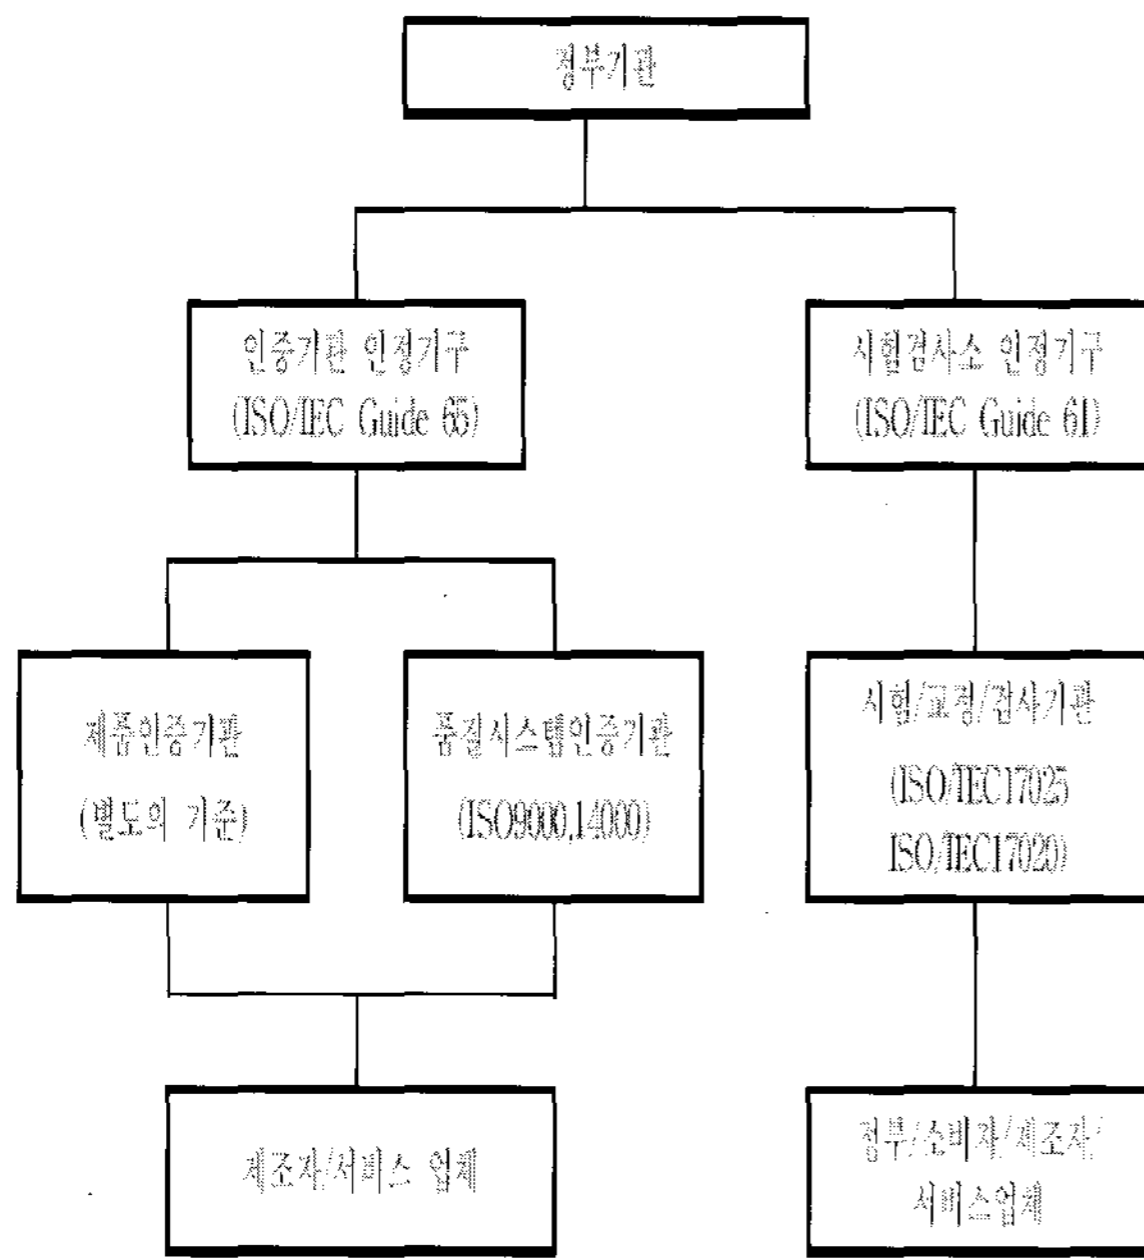 정부기관
인증기관 인정기구
(ISO/IEC Guide 65)
시험검사소 인정기구
(ISO/IEC Guide 61)
제품인증기관
(별도의 기준)
품질시스템인증기관
(ISO9000,14000)
시험/교정/검사기관
(ISO/IEC17025
ISO/IEC17020)
제조자/서비스 업체
정부/소비자/제조자/
서비스업체